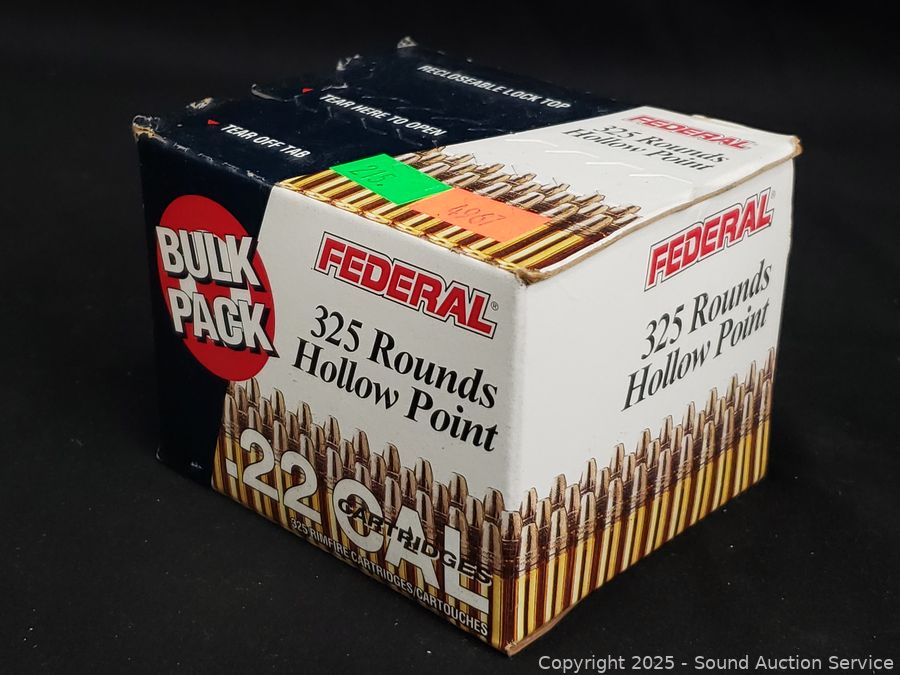 RECLOSEABLE LOCK TOP
TEAR HERE TO OPEN
TEAR OFF TAB
FEDERAL
325 Rounds
Hollow Point
215.
4967
BULK
PACK
FEDERAL®
325 Rounds
Hollow Point
.22 CAL
CARTRIDGES
325 RIMFIRE CARTRIDGES/CARTOUCHES
FEDERAL®
325 Rounds
Hollow Point
Copyright © 2025 - Sound Auction Service